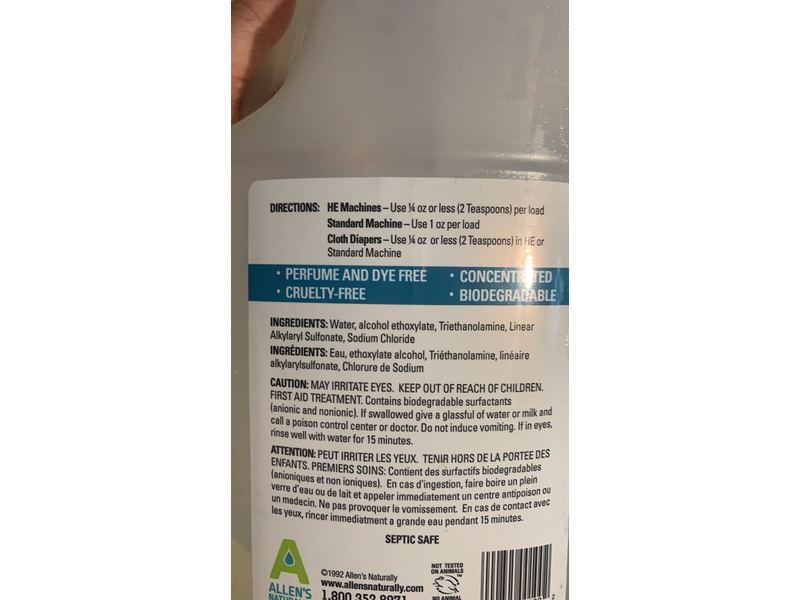 DIRECTIONS: HE Machines – Use ¼ oz or less (2 Teaspoons) per load
Standard Machine – Use 1 oz per load
Cloth Diapers – Use ¼ oz or less (2 Teaspoons) in HE or
Standard Machine
• PERFUME AND DYE FREE • CONCENTRATED
• CRUELTY-FREE • BIODEGRADABLE
INGREDIENTS: Water, alcohol ethoxylate, Triethanolamine, Linear
Alkylaryl Sulfonate, Sodium Chloride
INGRÉDIENTS: Eau, ethoxylate alcohol, Triéthanolamine, linéaire
alkylarylsulfonate, Chlorure de Sodium
CAUTION: MAY IRRITATE EYES. KEEP OUT OF REACH OF CHILDREN.
FIRST AID TREATMENT. Contains biodegradable surfactants
(anionic and nonionic). If swallowed give a glassful of water or milk and
call a poison control center or doctor. Do not induce vomiting. If in eyes,
rinse well with water for 15 minutes.
ATTENTION: PEUT IRRITER LES YEUX. TENIR HORS DE LA PORTEE DES
ENFANTS. PREMIERS SOINS: Contient des surfactifs biodegradables
(anioniques et non ioniques). En cas d'ingestion, faire boire un plein
verre d'eau ou de lait et appeler immediatement un centre antipoison ou
un medecin. Ne pas provoquer le vomissement. En cas de contact avec
les yeux, rincer immediatment a grande eau pendant 15 minutes.
SEPTIC SAFE
ALLEN'S
©1992 Allen's Naturally
www.allensnaturally.com
1.800.352.8971
NOT TESTED
ON ANIMALS
TM
NO ANIMAL